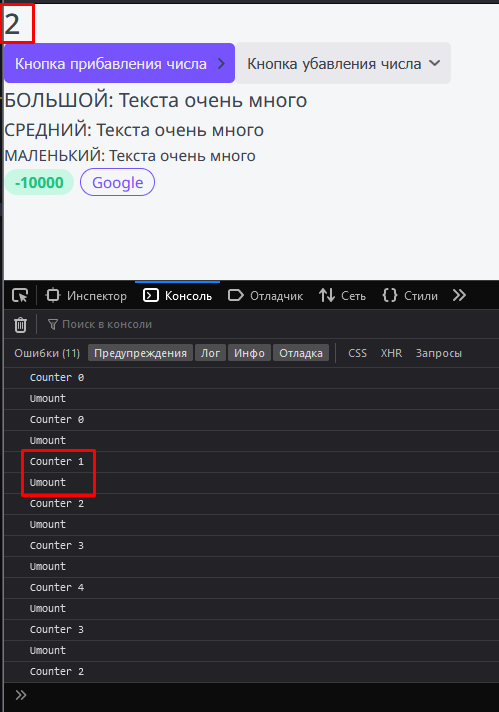 2
Кнопка прибавления числа
Кнопка убавления числа
БОЛЬШОЙ: Текста очень много
СРЕДНИЙ: Текста очень много
МАЛЕНЬКИЙ: Текста очень много
-10000 Google
Инспектор Консоль Отладчик Сеть Стили
Поиск в консоли
Ошибки (11) Предупреждения Лог Инфо Отладка CSS XHR Запросы
Counter 0
Umount
Counter 0
Umount
Counter 1
Umount
Counter 2
Umount
Counter 3
Umount
Counter 4
Umount
Counter 3
Umount
Counter 2